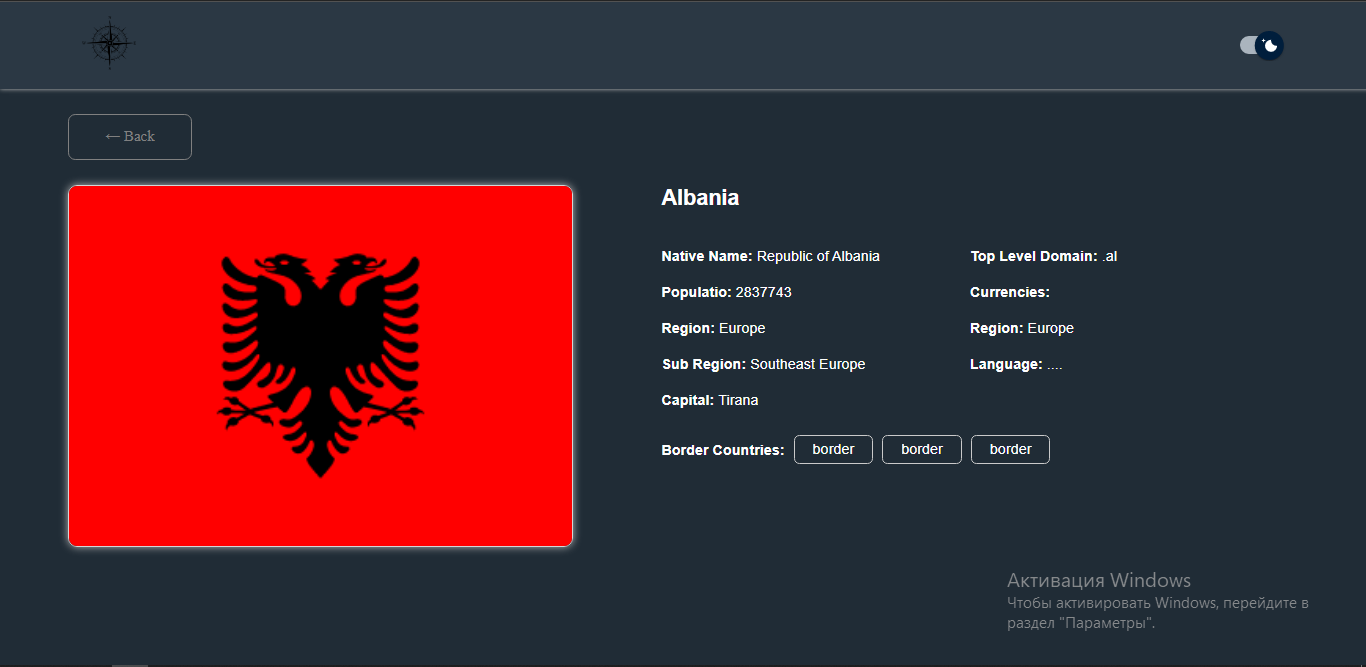 ← Back
Albania
Native Name: Republic of Albania
Populatio: 2837743
Region: Europe
Sub Region: Southeast Europe
Capital: Tirana
Top Level Domain: .al
Currencies:
Region: Europe
Language: ....
Border Countries: border border border
Активация Windows
Чтобы активировать Windows, перейдите в
раздел "Параметры".